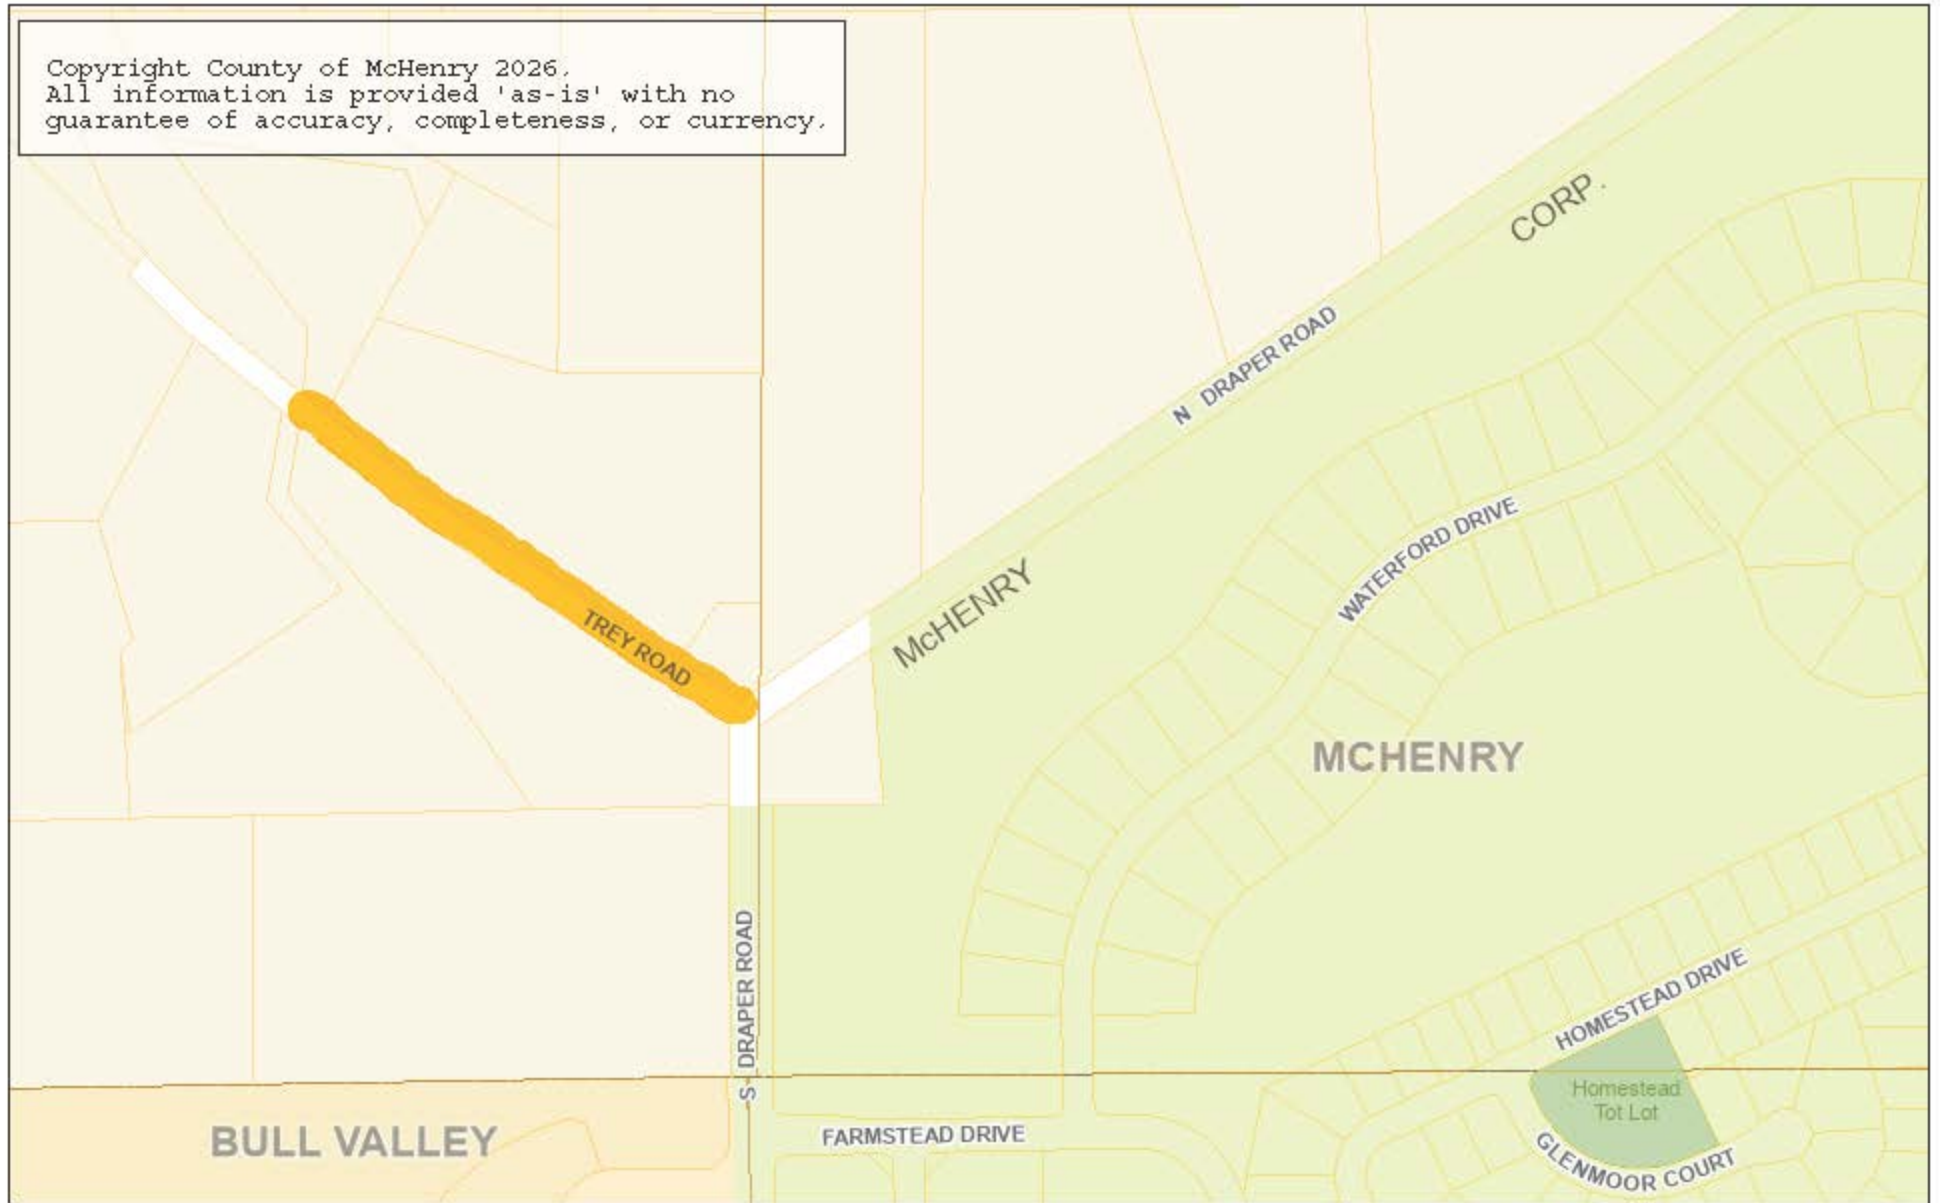 Copyright County of McHenry 2026.
All information is provided 'as-is' with no
guarantee of accuracy, completeness, or currency.
CORP.
N DRAPER ROAD
WATERFORD DRIVE
McHENRY
TREY ROAD
MCHENRY
S DRAPER ROAD
HOMESTEAD DRIVE
Homestead
Tot Lot
BULL VALLEY
FARMSTEAD DRIVE
GLENMOOR COURT